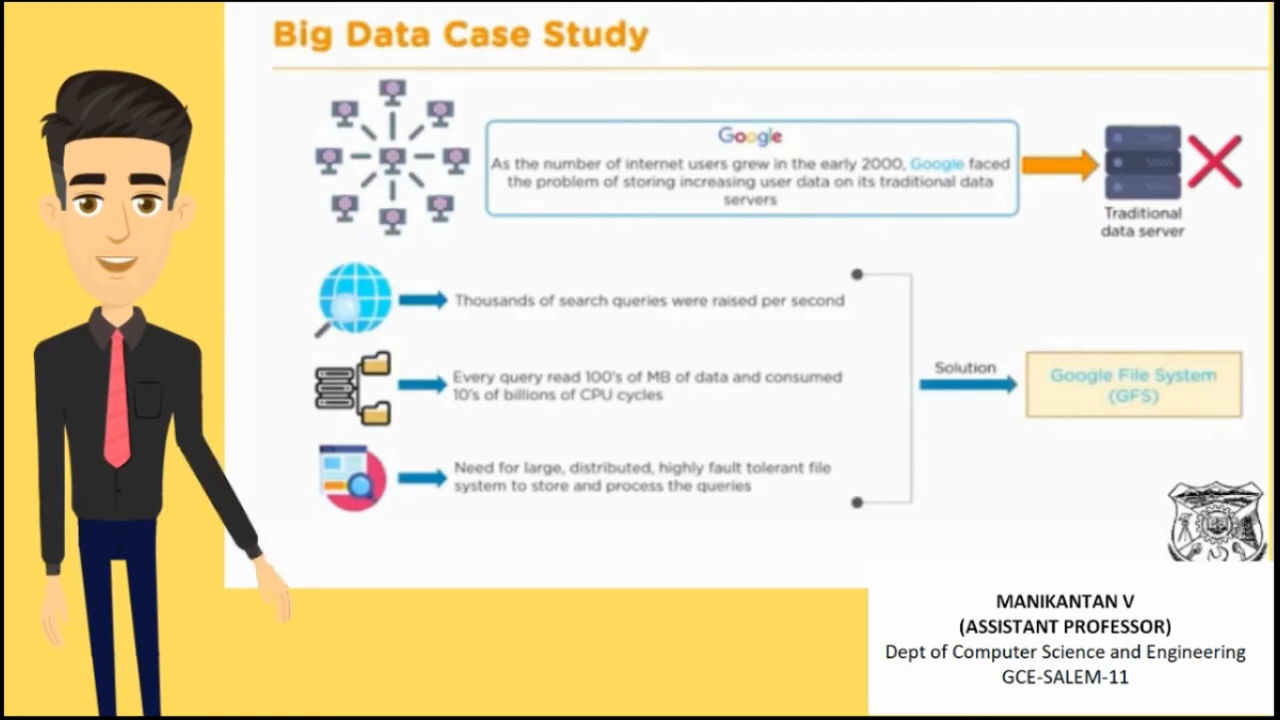 Big Data Case Study
Google
As the number of internet users grew in the early 2000, Google faced
the problem of storing increasing user data on its traditional data
servers
Traditional
data server
Thousands of search queries were raised per second
Every query read 100's of MB of data and consumed
10's of billions of CPU cycles
Need for large, distributed, highly fault tolerant file
system to store and process the queries
Solution
Google File System
(GFS)
MANIKANTAN V
(ASSISTANT PROFESSOR)
Dept of Computer Science and Engineering
GCE-SALEM-11